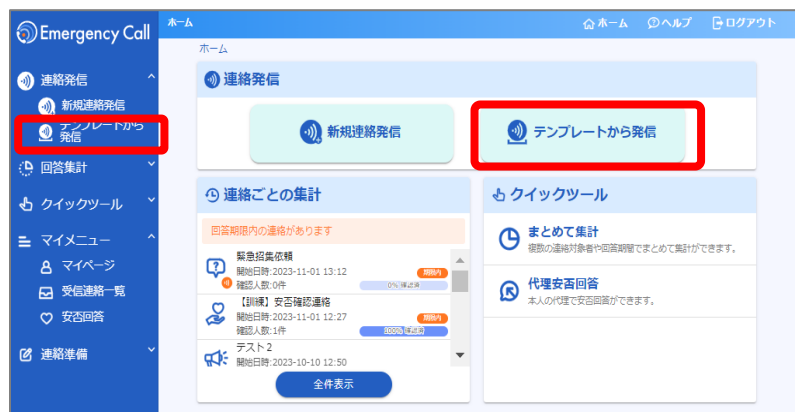 Emergency Call
ホーム
ホーム
ヘルプ
ログアウト
ホーム
連絡発信
新規連絡発信
テンプレートから
発信
回答集計
クイックツール
マイメニュー
マイページ
受信連絡一覧
安否回答
連絡準備
連絡発信
新規連絡発信
テンプレートから発信
連絡ごとの集計
回答期限内の連絡があります
緊急招集依頼
開始日時:2023-11-01 13:12
期限内
確認人数:0件
0% 確認済
【訓練】安否確認連絡
開始日時:2023-11-01 12:27
期限内
確認人数:1件
100% 確認済
テスト2
開始日時:2023-10-10 12:50
全件表示
クイックツール
まとめて集計
複数の連絡対象者や回答期間でまとめて集計ができます。
代理安否回答
本人の代理で安否回答ができます。